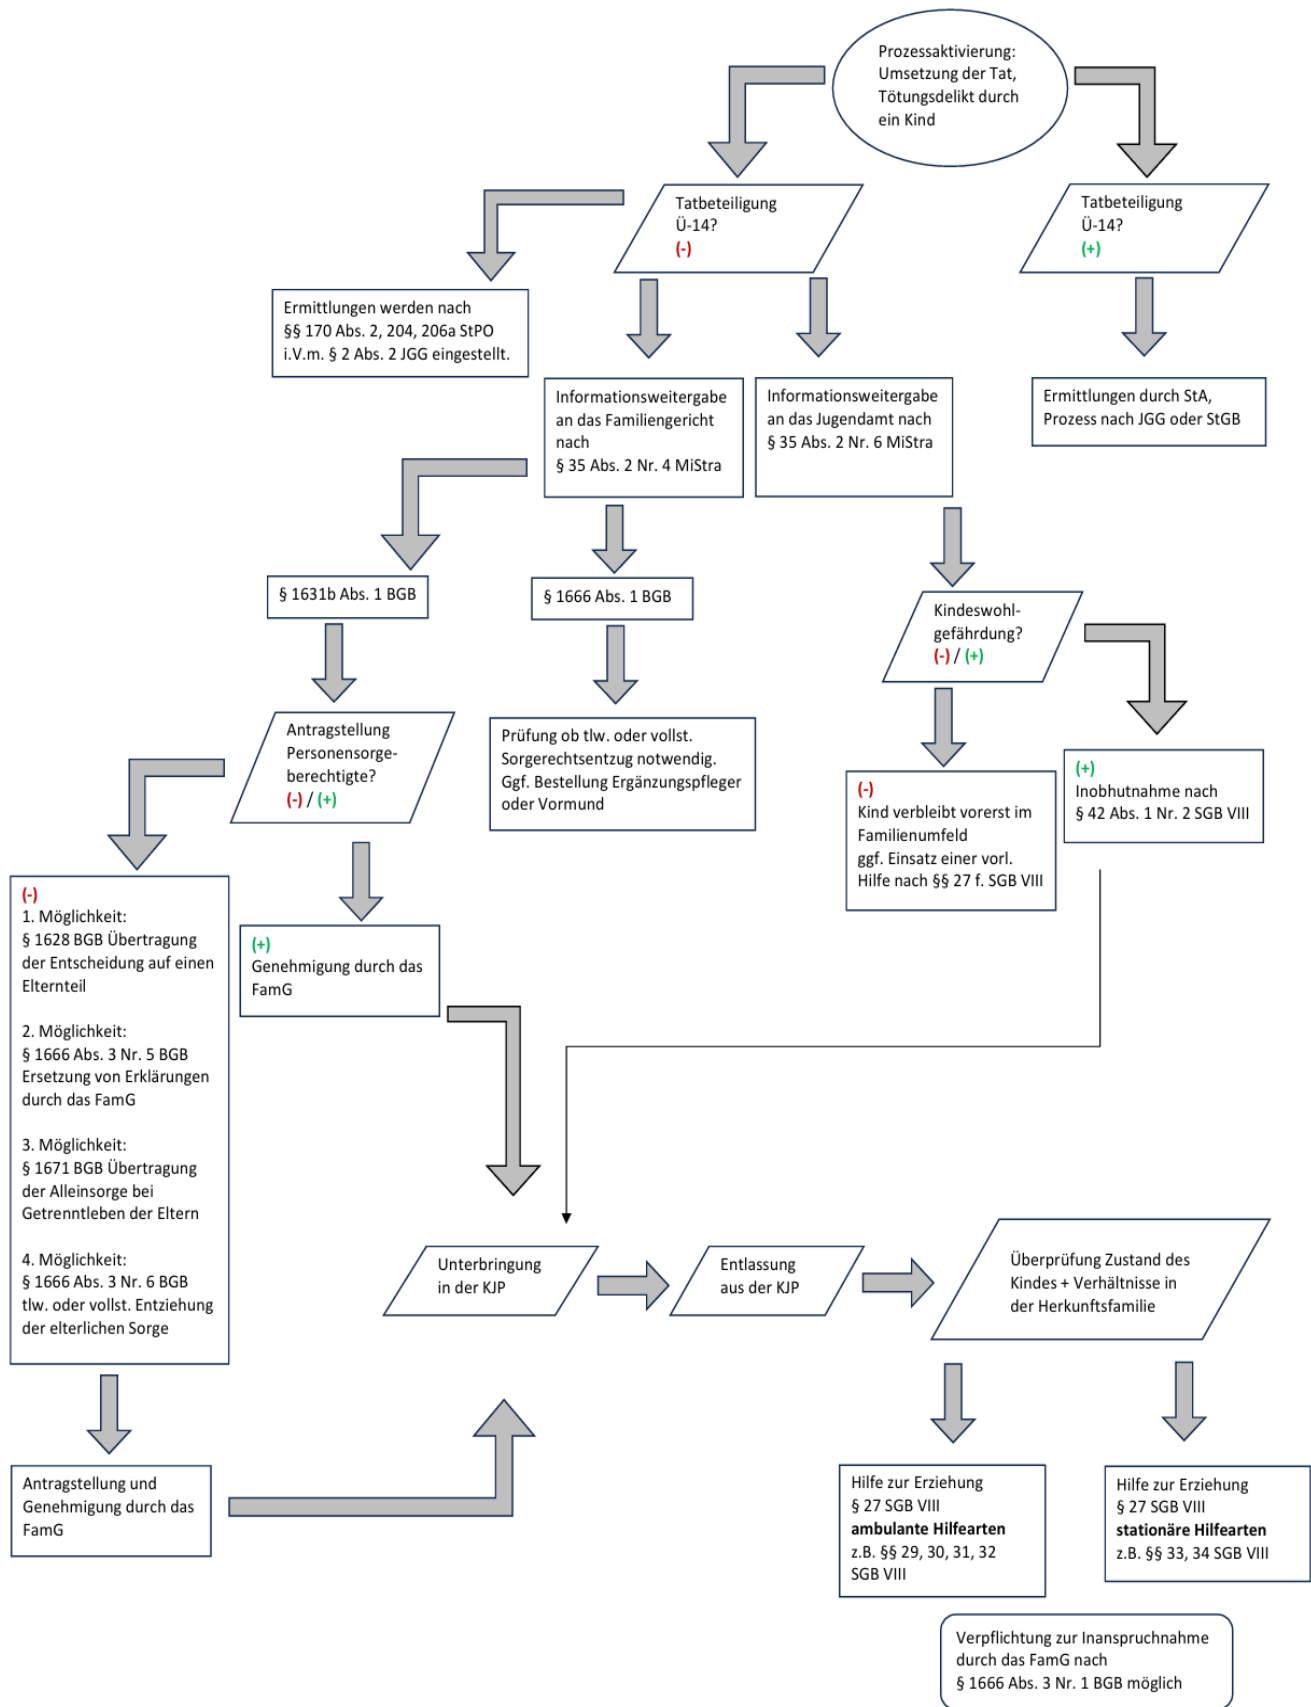 Prozessaktivierung:
Umsetzung der Tat,
Tötungsdelikt durch
ein Kind
Tatbeteiligung
Ü-14?
(-)
Tatbeteiligung
Ü-14?
(+)
Ermittlungen werden nach
§§ 170 Abs. 2, 204, 206a StPO
i.V.m. § 2 Abs. 2 JGG eingestellt.
Informationsweitergabe
an das Familiengericht
nach
§ 35 Abs. 2 Nr. 4 MiStra
Informationsweitergabe
an das Jugendamt nach
§ 35 Abs. 2 Nr. 6 MiStra
Ermittlungen durch StA,
Prozess nach JGG oder StGB
§ 1631b Abs. 1 BGB
§ 1666 Abs. 1 BGB
Kindeswohl-
gefährdung?
(-) / (+)
Antragstellung
Personensorge-
berechtigte?
(-) / (+)
Prüfung ob tlw. oder vollst.
Sorgerechtsentzug notwendig.
Ggf. Bestellung Ergänzungspfleger
oder Vormund
(-)
Kind verbleibt vorerst im
Familienumfeld
ggf. Einsatz einer vorl.
Hilfe nach §§ 27 f. SGB VIII
(+)
Inobhutnahme nach
§ 42 Abs. 1 Nr. 2 SGB VIII
(-)
1. Möglichkeit:
§ 1628 BGB Übertragung
der Entscheidung auf einen
Elternteil
2. Möglichkeit:
§ 1666 Abs. 3 Nr. 5 BGB
Ersetzung von Erklärungen
durch das FamG
3. Möglichkeit:
§ 1671 BGB Übertragung
der Alleinsorge bei
Getrenntleben der Eltern
4. Möglichkeit:
§ 1666 Abs. 3 Nr. 6 BGB
tlw. oder vollst. Entziehung
der elterlichen Sorge
(+)
Genehmigung durch das
FamG
Unterbringung
in der KJP
Entlassung
aus der KJP
Überprüfung Zustand des
Kindes + Verhältnisse in
der Herkunftsfamilie
Antragstellung und
Genehmigung durch das
FamG
Hilfe zur Erziehung
§ 27 SGB VIII
ambulante Hilfearten
z.B. §§ 29, 30, 31, 32
SGB VIII
Hilfe zur Erziehung
§ 27 SGB VIII
stationäre Hilfearten
z.B. §§ 33, 34 SGB VIII
Verpflichtung zur Inanspruchnahme
durch das FamG nach
§ 1666 Abs. 3 Nr. 1 BGB möglich